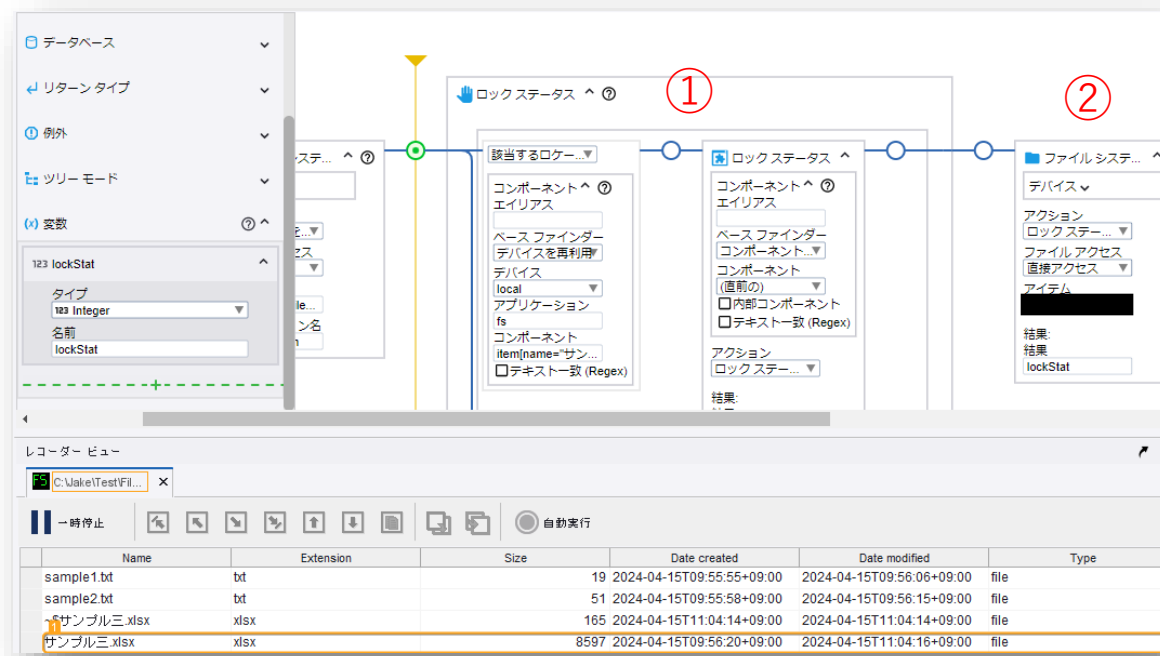 データベース
リターン タイプ
例外
ツリー モード
変数
123 lockStat
タイプ
123 Integer
名前
lockStat
ステ...
を...
セス
le...
ン名
ロック ステータス
①
②
該当するロケー...
コンポーネント
エイリアス
ベース ファインダー
デバイスを再利用
デバイス
local
アプリケーション
fs
コンポーネント
item[name="サン...
テキスト一致 (Regex)
ロック ステータス
コンポーネント
エイリアス
ベース ファインダー
コンポーネント...
コンポーネント
(直前の)
内部コンポーネント
テキスト一致 (Regex)
アクション
ロック ステー...
結果:
ファイル システ...
デバイス
アクション
ロック ステー...
ファイル アクセス
直接アクセス
アイテム
結果:
結果
lockStat
レコーダー ビュー
FS C:\Jake\Test\Fil...
一時停止
自動実行
Name Extension Size Date created Date modified Type
sample1.txt txt 19 2024-04-15T09:55:55+09:00 2024-04-15T09:56:06+09:00 file
sample2.txt txt 51 2024-04-15T09:55:58+09:00 2024-04-15T09:56:15+09:00 file
~$サンプル三.xlsx xlsx 165 2024-04-15T11:04:14+09:00 2024-04-15T11:04:14+09:00 file
1
サンプル三.xlsx xlsx 8597 2024-04-15T09:56:20+09:00 2024-04-15T11:04:16+09:00 file